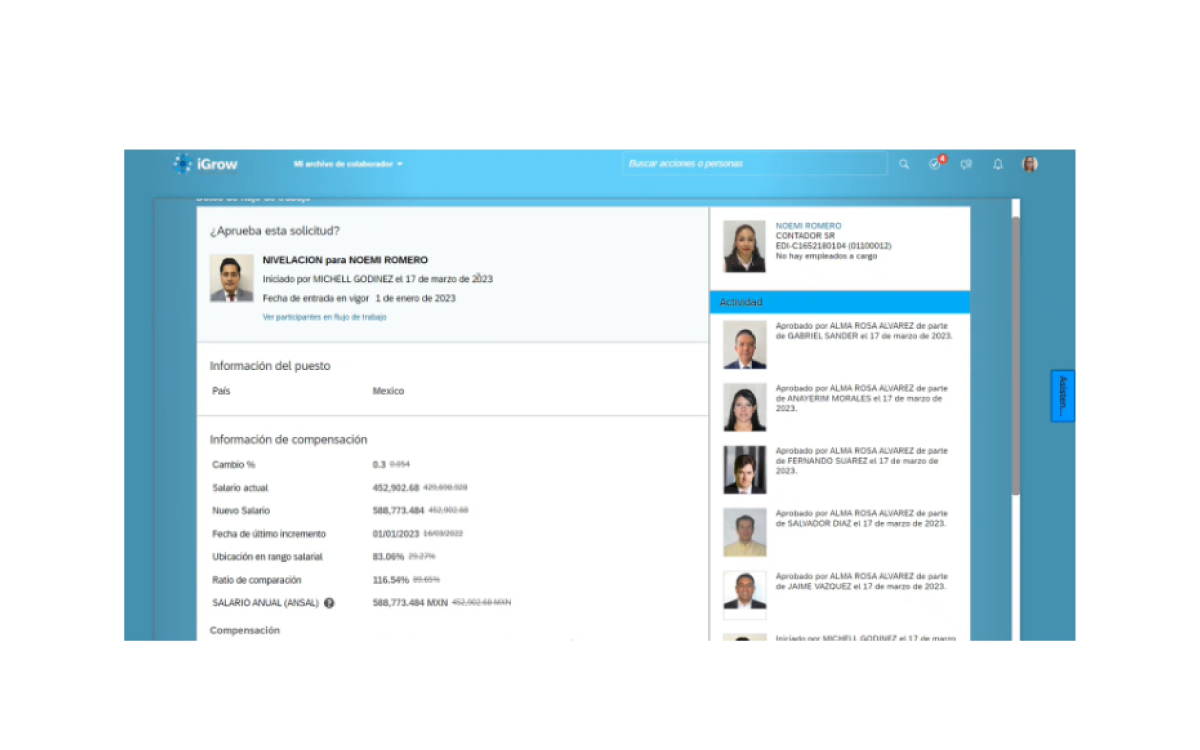 iGrow
Mi archivo de colaborador
Buscar acciones o personas
4
¿Aprueba esta solicitud?
NIVELACION para NOEMI ROMERO
Iniciado por MICHELL GODINEZ el 17 de marzo de 2023
Fecha de entrada en vigor 1 de enero de 2023
Ver participantes en flujo de trabajo
Información del puesto
País Mexico
Información de compensación
Cambio % 0.3 0.054
Salario actual 452,902.68
Nuevo Salario 588,773.484 452,902.68
Fecha de último incremento 01/01/2023 16/03/2022
Ubicación en rango salarial 83.06% 29.27%
Ratio de comparación 116.54% 89.65%
SALARIO ANUAL (ANSAL) 588,773.484 MXN 452,902.68 MXN
Compensación
NOEMI ROMERO
CONTADOR SR
EDI-C1652180104 (01100012)
No hay empleados a cargo
Actividad
Aprobado por ALMA ROSA ALVAREZ de parte
de GABRIEL SANDER el 17 de marzo de 2023.
Aprobado por ALMA ROSA ALVAREZ de parte
de ANAYERIM MORALES el 17 de marzo de
2023.
Aprobado por ALMA ROSA ALVAREZ de parte
de FERNANDO SUAREZ el 17 de marzo de
2023.
Aprobado por ALMA ROSA ALVAREZ de parte
de SALVADOR DIAZ el 17 de marzo de 2023.
Aprobado por ALMA ROSA ALVAREZ de parte
de JAIME VAZQUEZ el 17 de marzo de 2023.
Iniciado por MICHELL GODINEZ el 17 de marzo
Asisten...